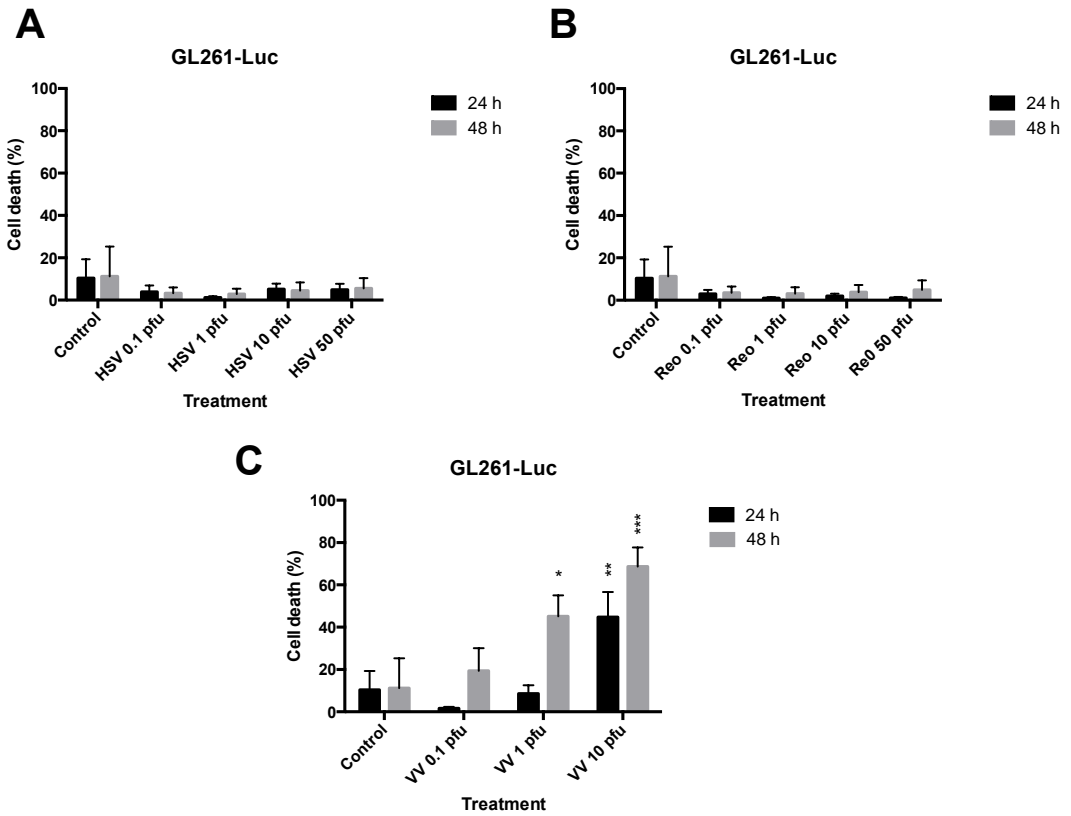 A
GL261-Luc
100
80
60
40
20
0
Cell death (%)
24 h
48 h
Control
HSV 0.1 pfu
HSV 1 pfu
HSV 10 pfu
HSV 50 pfu
Treatment
B
GL261-Luc
100
80
60
40
20
0
Cell death (%)
24 h
48 h
Control
Reo 0.1 pfu
Reo 1 pfu
Reo 10 pfu
Re0 50 pfu
Treatment
C
GL261-Luc
100
80
60
40
20
0
Cell death (%)
24 h
48 h
*
**
***
Control
VV 0.1 pfu
VV 1 pfu
VV 10 pfu
Treatment